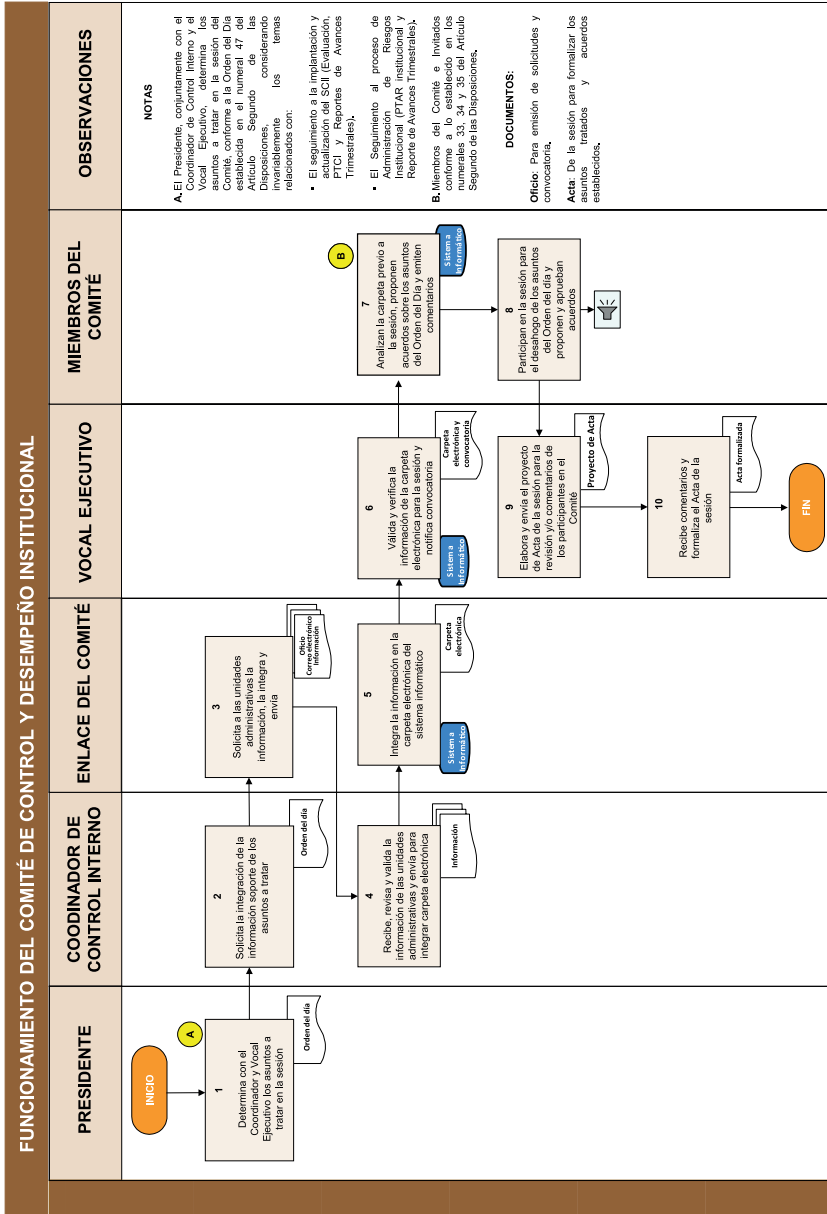 FUNCIONAMIENTO DEL COMITÉ DE CONTROL Y DESEMPEÑO INSTITUCIONAL
PRESIDENTE
COODINADOR DE
CONTROL INTERNO
ENLACE DEL COMITÉ
VOCAL EJECUTIVO
MIEMBROS DEL
COMITÉ
OBSERVACIONES
INICIO
A
1
Determina con el
Coordinador y Vocal
Ejecutivo los asuntos a
tratar en la sesión
Orden del día
2
Solicita la integración de la
información soporte de los
asuntos a tratar
Orden del día
3
Solicita a las unidades
administrativas la
información, la integra y
envía
Oficio
Correo electrónico
Información
4
Recibe, revisa y valida la
información de las unidades
administrativas y envía para
integrar carpeta electrónica
Información
5
Integra la información en la
carpeta electrónica del
sistema informático
Sistema
Informático
Carpeta
electrónica
6
Válida y verifica la
información de la carpeta
electrónica para la sesión y
notifica convocatoria
Sistema
Informático
Carpeta
electrónica y
convocatoria
B
7
Analizan la carpeta previo a
la sesión, proponen
acuerdos sobre los asuntos
del Orden del Día y emiten
comentarios
Sistema
Informático
8
Participan en la sesión para
el desahogo de los asuntos
del Orden del día y
proponen y aprueban
acuerdos
9
Elabora y envía el proyecto
de Acta de la sesión para la
revisión y/o comentarios de
los participantes en el
Comité
Proyecto de Acta
10
Recibe comentarios y
formaliza el Acta de la
sesión
Acta formalizada
FIN
NOTAS
A. El Presidente, conjuntamente con el
Coordinador de Control Interno y el
Vocal Ejecutivo, determina los
asuntos a tratar en la sesión del
Comité, conforme a la Orden del Día
establecida en el numeral 47 del
Artículo Segundo de las
Disposiciones, considerando
invariablemente los temas
relacionados con:
▪ El seguimiento a la implantación y
actualización del SCII (Evaluación,
PTCI y Reportes de Avances
Trimestrales).
▪ El Seguimiento al proceso de
Administración de Riesgos
Institucional (PTAR institucional y
Reporte de Avances Trimestrales).
B. Miembros del Comité e Invitados
conforme a lo establecido en los
numerales 33, 34 y 35 del Artículo
Segundo de las Disposiciones.
DOCUMENTOS:
Oficio: Para emisión de solicitudes y
convocatoria.
Acta: De la sesión para formalizar los
asuntos tratados y acuerdos
establecidos.